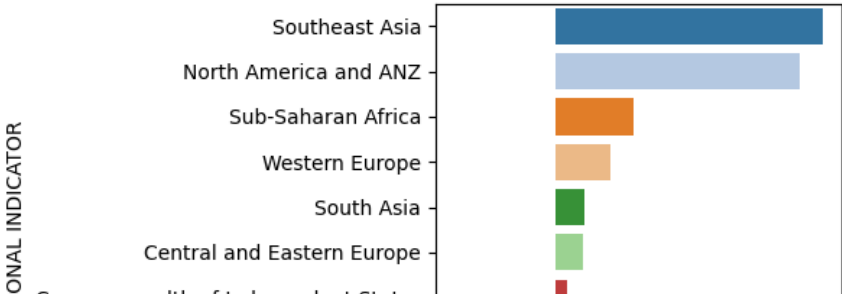 Southeast Asia
North America and ANZ
Sub-Saharan Africa
Western Europe
South Asia
Central and Eastern Europe
ONAL INDICATOR